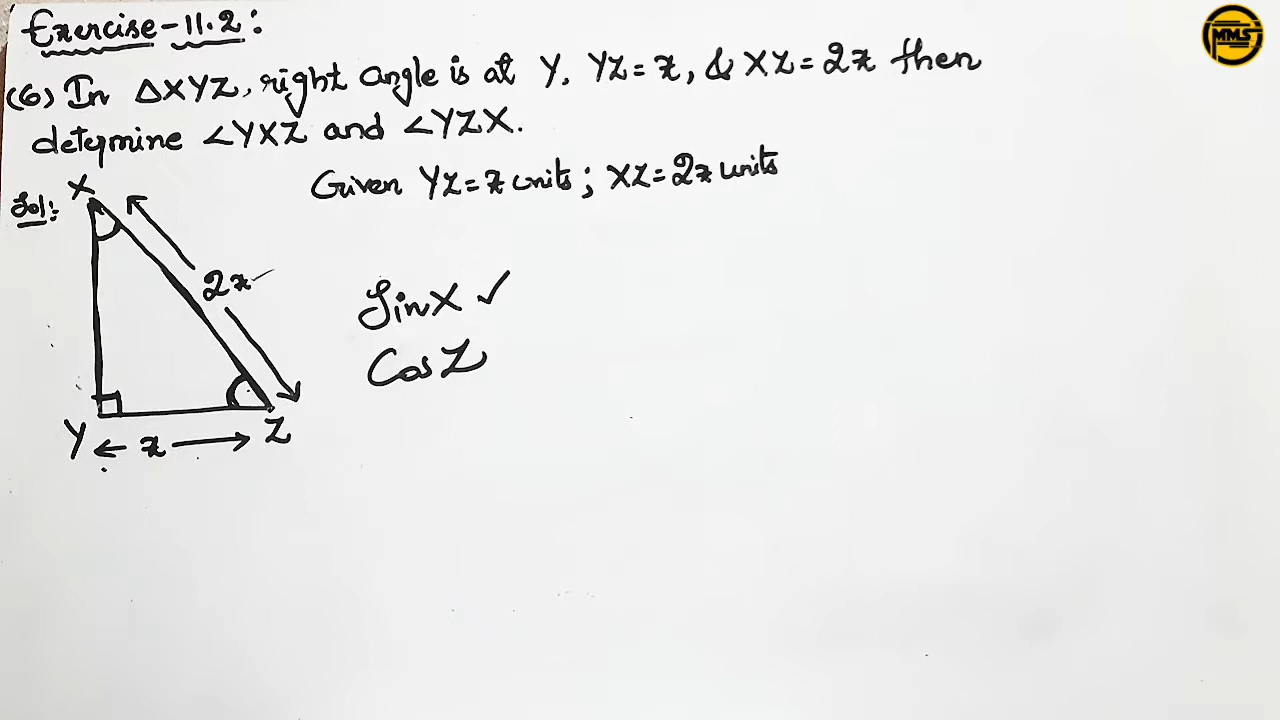 Exercise-11.2:
(6) In ΔXYZ, right angle is at Y, YZ = x, & XZ = 2x then
determine ∠YXZ and ∠YZX.
Given YZ = x units; XZ = 2x units
Sol:
X
2x
Sin X ✓
Cos Z
Y
x
Z
MMS